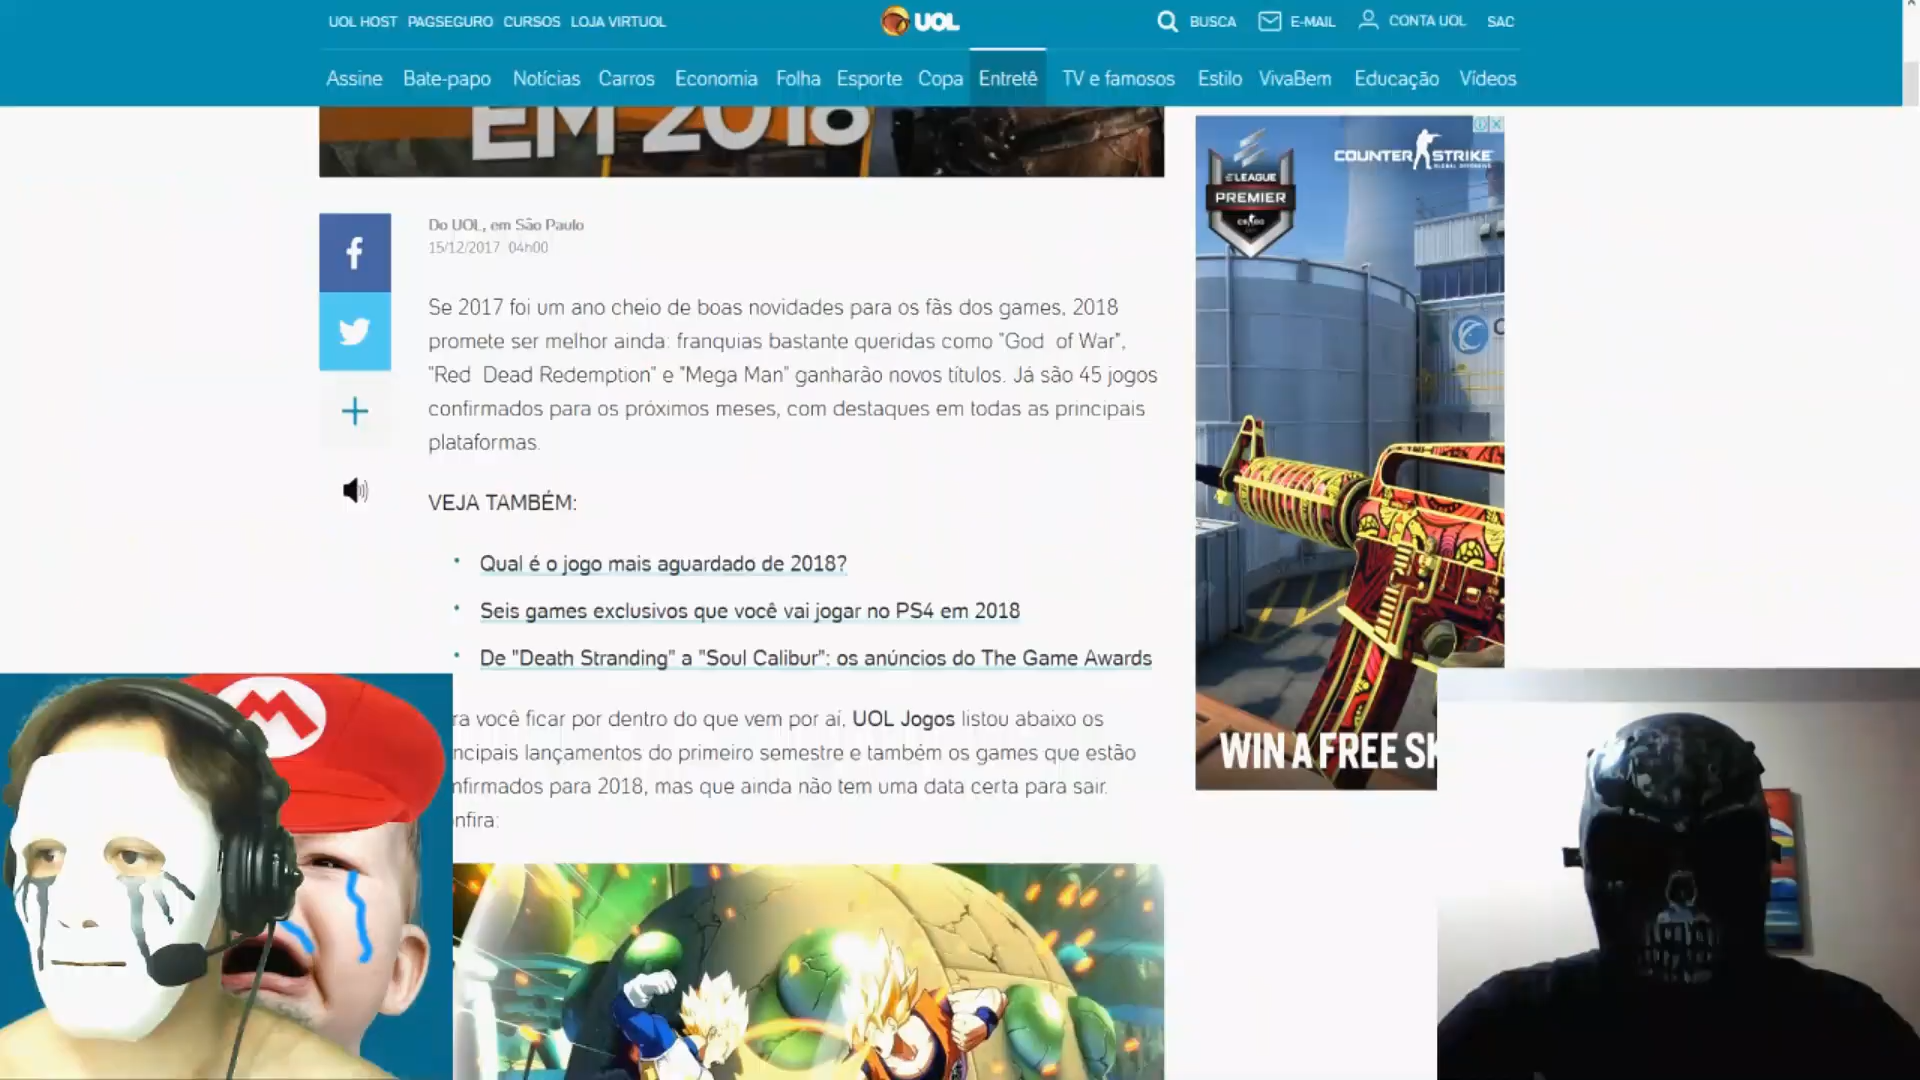 UOL HOST PAGSEGURO CURSOS LOJA VIRTUOL
UOL
BUSCA E-MAIL CONTA UOL SAC
Assine Bate-papo Notícias Carros Economia Folha Esporte Copa Entretê TV e famosos Estilo VivaBem Educação Vídeos
EM 2018
Do UOL, em São Paulo
15/12/2017 04h00
Se 2017 foi um ano cheio de boas novidades para os fãs dos games, 2018
promete ser melhor ainda: franquias bastante queridas como "God of War",
"Red Dead Redemption" e "Mega Man" ganharão novos títulos. Já são 45 jogos
confirmados para os próximos meses, com destaques em todas as principais
plataformas.
VEJA TAMBÉM:
• Qual é o jogo mais aguardado de 2018?
• Seis games exclusivos que você vai jogar no PS4 em 2018
• De "Death Stranding" a "Soul Calibur": os anúncios do The Game Awards
ra você ficar por dentro do que vem por aí, UOL Jogos listou abaixo os
ncipais lançamentos do primeiro semestre e também os games que estão
nfirmados para 2018, mas que ainda não tem uma data certa para sair.
nfira:
ELEAGUE
PREMIER
CS:GO
COUNTER STRIKE
GLOBAL OFFENSIVE
WIN A FREE SK
M